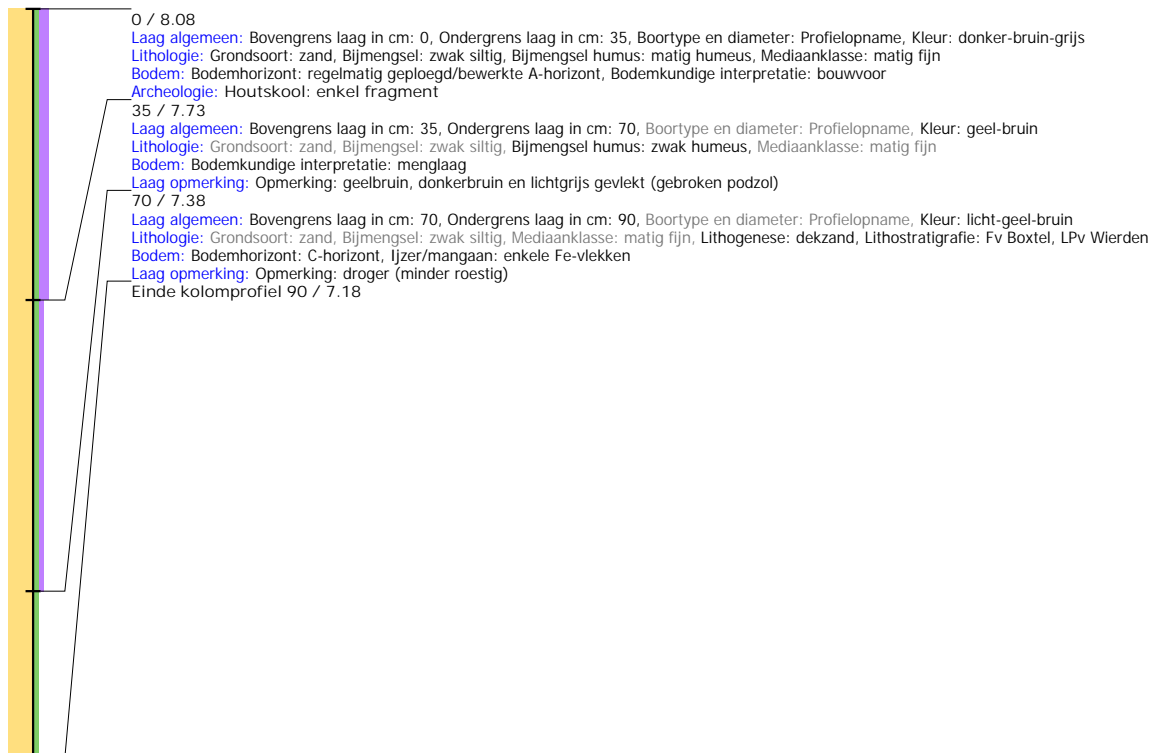 0 / 8.08
Laag algemeen: Bovengrens laag in cm: 0, Ondergrens laag in cm: 35, Boortype en diameter: Profielopname, Kleur: donker-bruin-grijs
Lithologie: Grondsoort: zand, Bijmengsel: zwak siltig, Bijmengsel humus: matig humeus, Mediaanklasse: matig fijn
Bodem: Bodemhorizont: regelmatig geploegd/bewerkte A-horizont, Bodemkundige interpretatie: bouwvoor
Archeologie: Houtskool: enkel fragment
35 / 7.73
Laag algemeen: Bovengrens laag in cm: 35, Ondergrens laag in cm: 70, Boortype en diameter: Profielopname, Kleur: geel-bruin
Lithologie: Grondsoort: zand, Bijmengsel: zwak siltig, Bijmengsel humus: zwak humeus, Mediaanklasse: matig fijn
Bodem: Bodemkundige interpretatie: menglaag
Laag opmerking: Opmerking: geelbruin, donkerbruin en lichtgrijs gevlekt (gebroken podzol)
70 / 7.38
Laag algemeen: Bovengrens laag in cm: 70, Ondergrens laag in cm: 90, Boortype en diameter: Profielopname, Kleur: licht-geel-bruin
Lithologie: Grondsoort: zand, Bijmengsel: zwak siltig, Mediaanklasse: matig fijn, Lithogenese: dekzand, Lithostratigrafie: Fv Boxtel, LPv Wierden
Bodem: Bodemhorizont: C-horizont, Ijzer/mangaan: enkele Fe-vlekken
Laag opmerking: Opmerking: droger (minder roestig)
Einde kolomprofiel 90 / 7.18